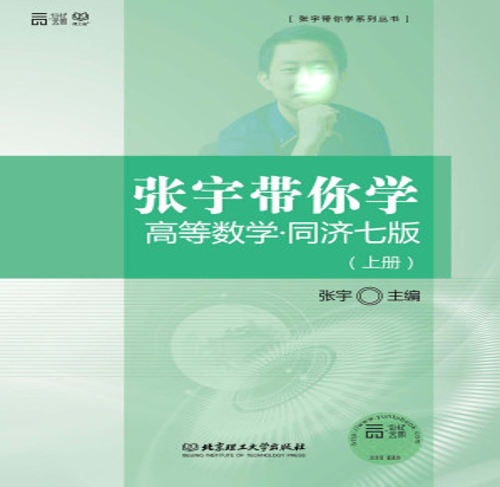 [ 张宇带你学系列丛书 ]
张宇带你学
高等数学·同济七版
（上册）
张宇 主编
北京理工大学出版社
BEIJING INSTITUTE OF TECHNOLOGY PRESS